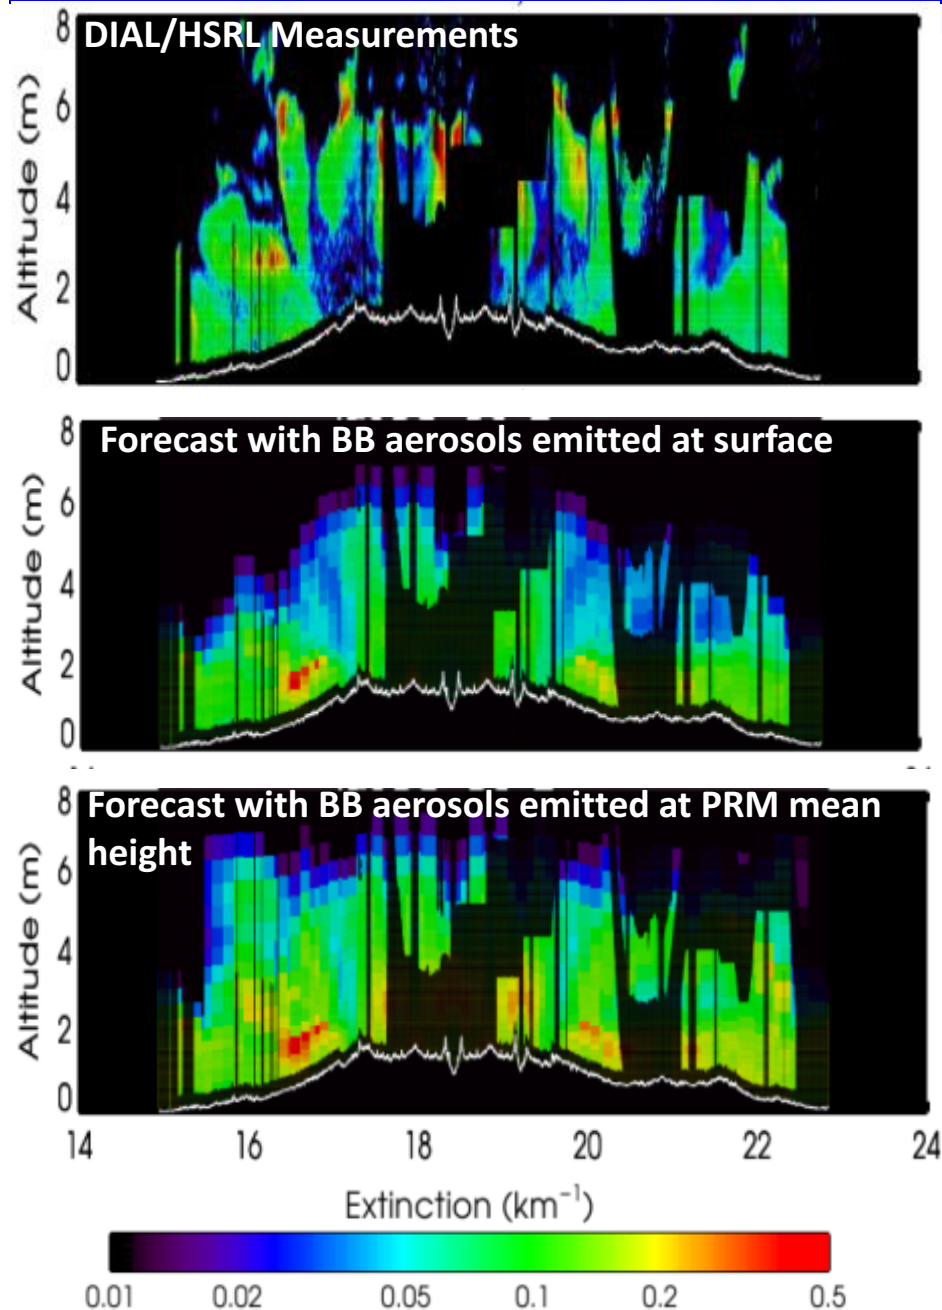 DIAL/HSRL Measurements
8
6
4
2
0
Altitude (m)
Forecast with BB aerosols emitted at surface
8
6
4
2
0
Altitude (m)
Forecast with BB aerosols emitted at PRM mean
height
8
6
4
2
0
Altitude (m)
14 16 18 20 22 24
Extinction (km⁻¹)
0.01 0.02 0.05 0.1 0.2 0.5